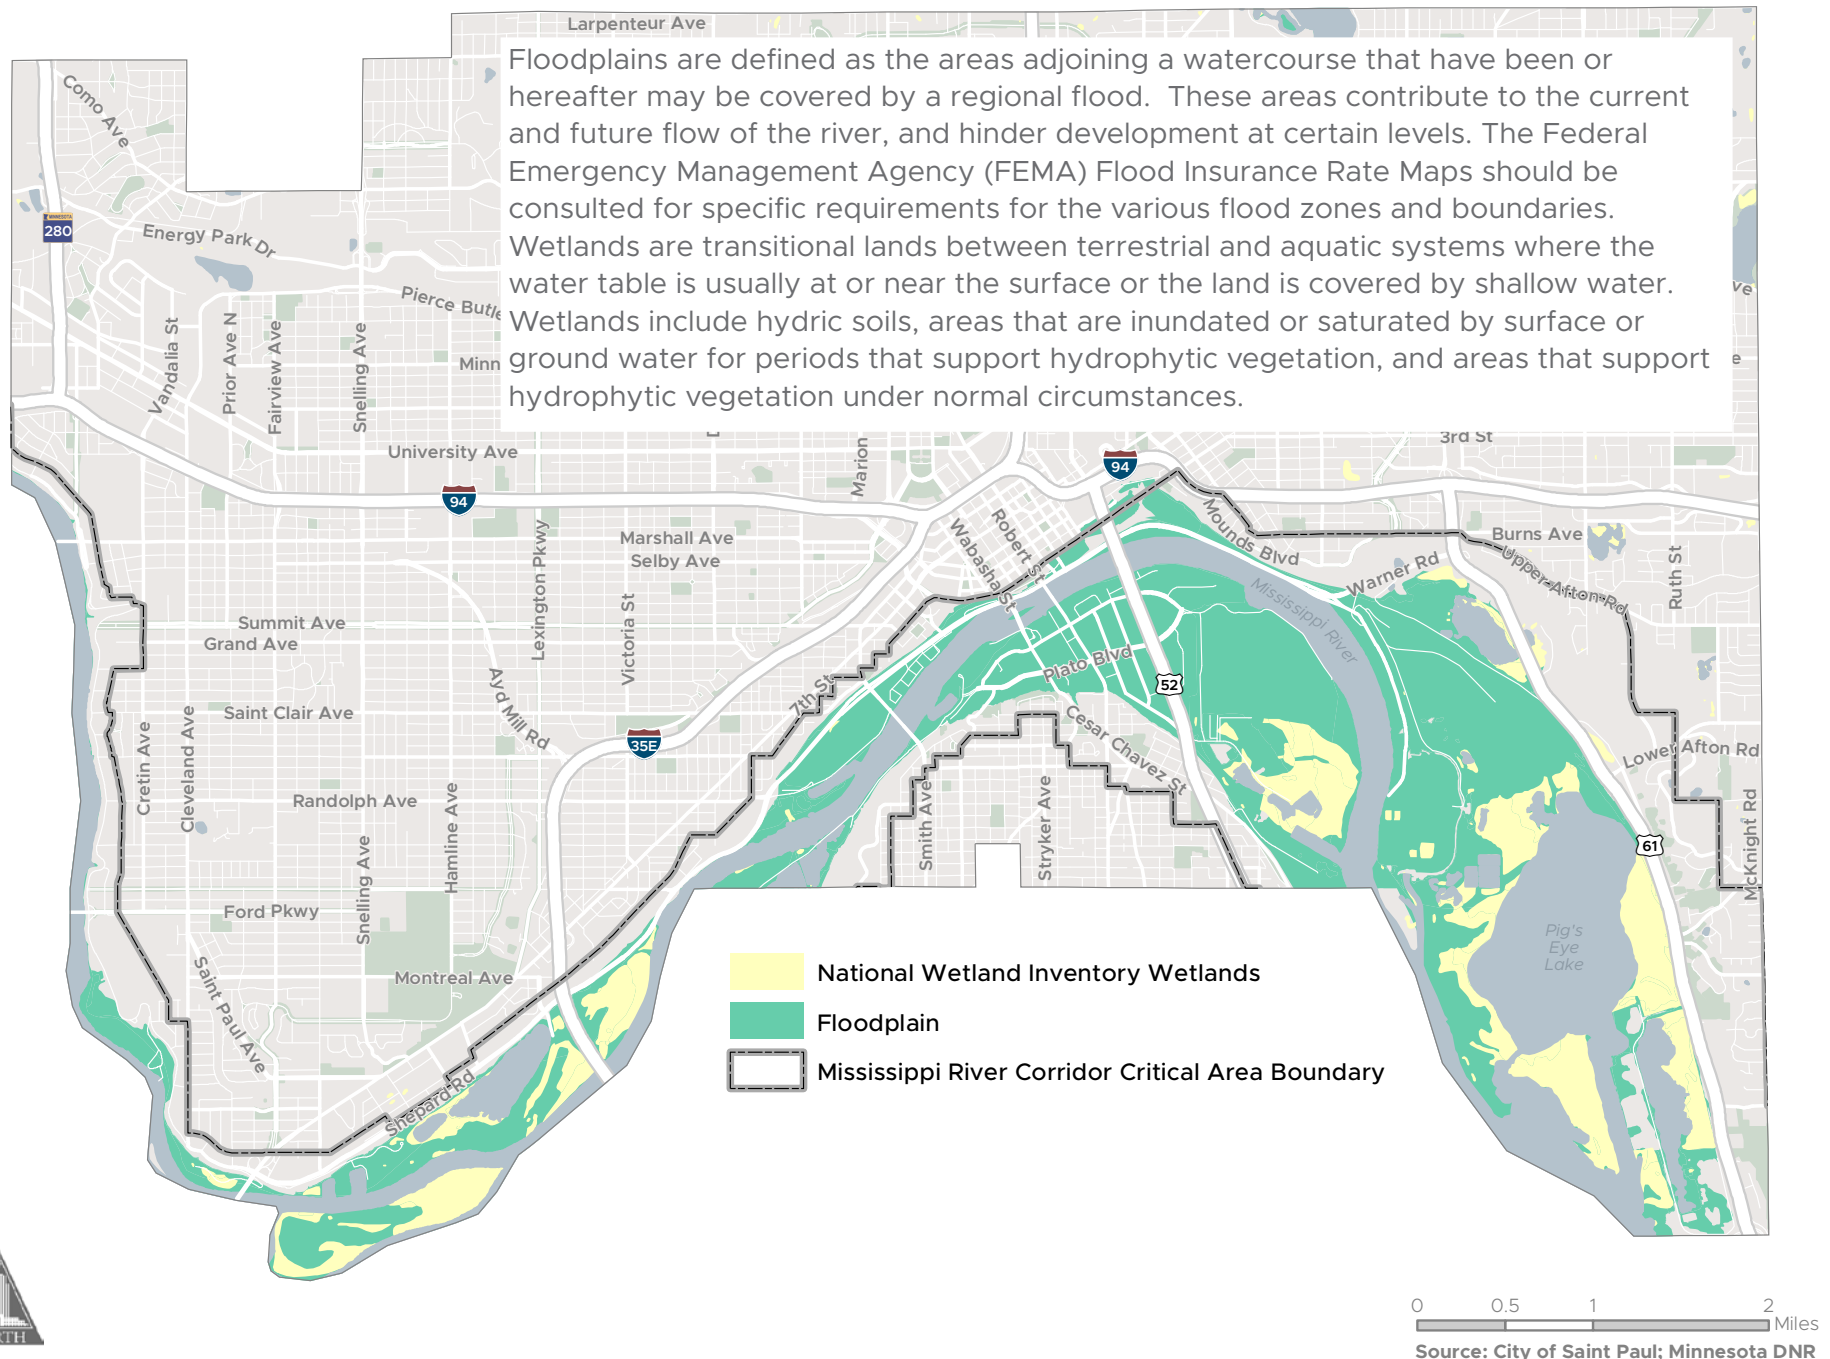 Larpenteur Ave
Floodplains are defined as the areas adjoining a watercourse that have been or
hereafter may be covered by a regional flood.  These areas contribute to the current
and future flow of the river, and hinder development at certain levels. The Federal
Emergency Management Agency (FEMA) Flood Insurance Rate Maps should be
consulted for specific requirements for the various flood zones and boundaries.
Wetlands are transitional lands between terrestrial and aquatic systems where the
water table is usually at or near the surface or the land is covered by shallow water.
Wetlands include hydric soils, areas that are inundated or saturated by surface or
ground water for periods that support hydrophytic vegetation, and areas that support
hydrophytic vegetation under normal circumstances.
Como Ave
MINNESOTA
280
Energy Park Dr
Pierce Butle
Minn
Vandalia St
Prior Ave N
Fairview Ave
Snelling Ave
University Ave
Marion
3rd St
94
94
Marshall Ave
Selby Ave
Lexington Pkwy
Victoria St
Wabasha St
Robert St
Mounds Blvd
Warner Rd
Burns Ave
Upper Afton Rd
Ruth St
Mississippi River
Summit Ave
Grand Ave
Ayd Mill Rd
7th St
Plato Blvd
52
Saint Clair Ave
35E
Cesar Chavez St
Lower Afton Rd
Cretin Ave
Cleveland Ave
Randolph Ave
Hamline Ave
Smith Ave
Stryker Ave
61
McKnight Rd
Snelling Ave
Ford Pkwy
Pig's
Eye
Lake
Saint Paul Ave
Montreal Ave
Shepard Rd
National Wetland Inventory Wetlands
Floodplain
Mississippi River Corridor Critical Area Boundary
RTH
0 0.5 1 2
Miles
Source: City of Saint Paul; Minnesota DNR